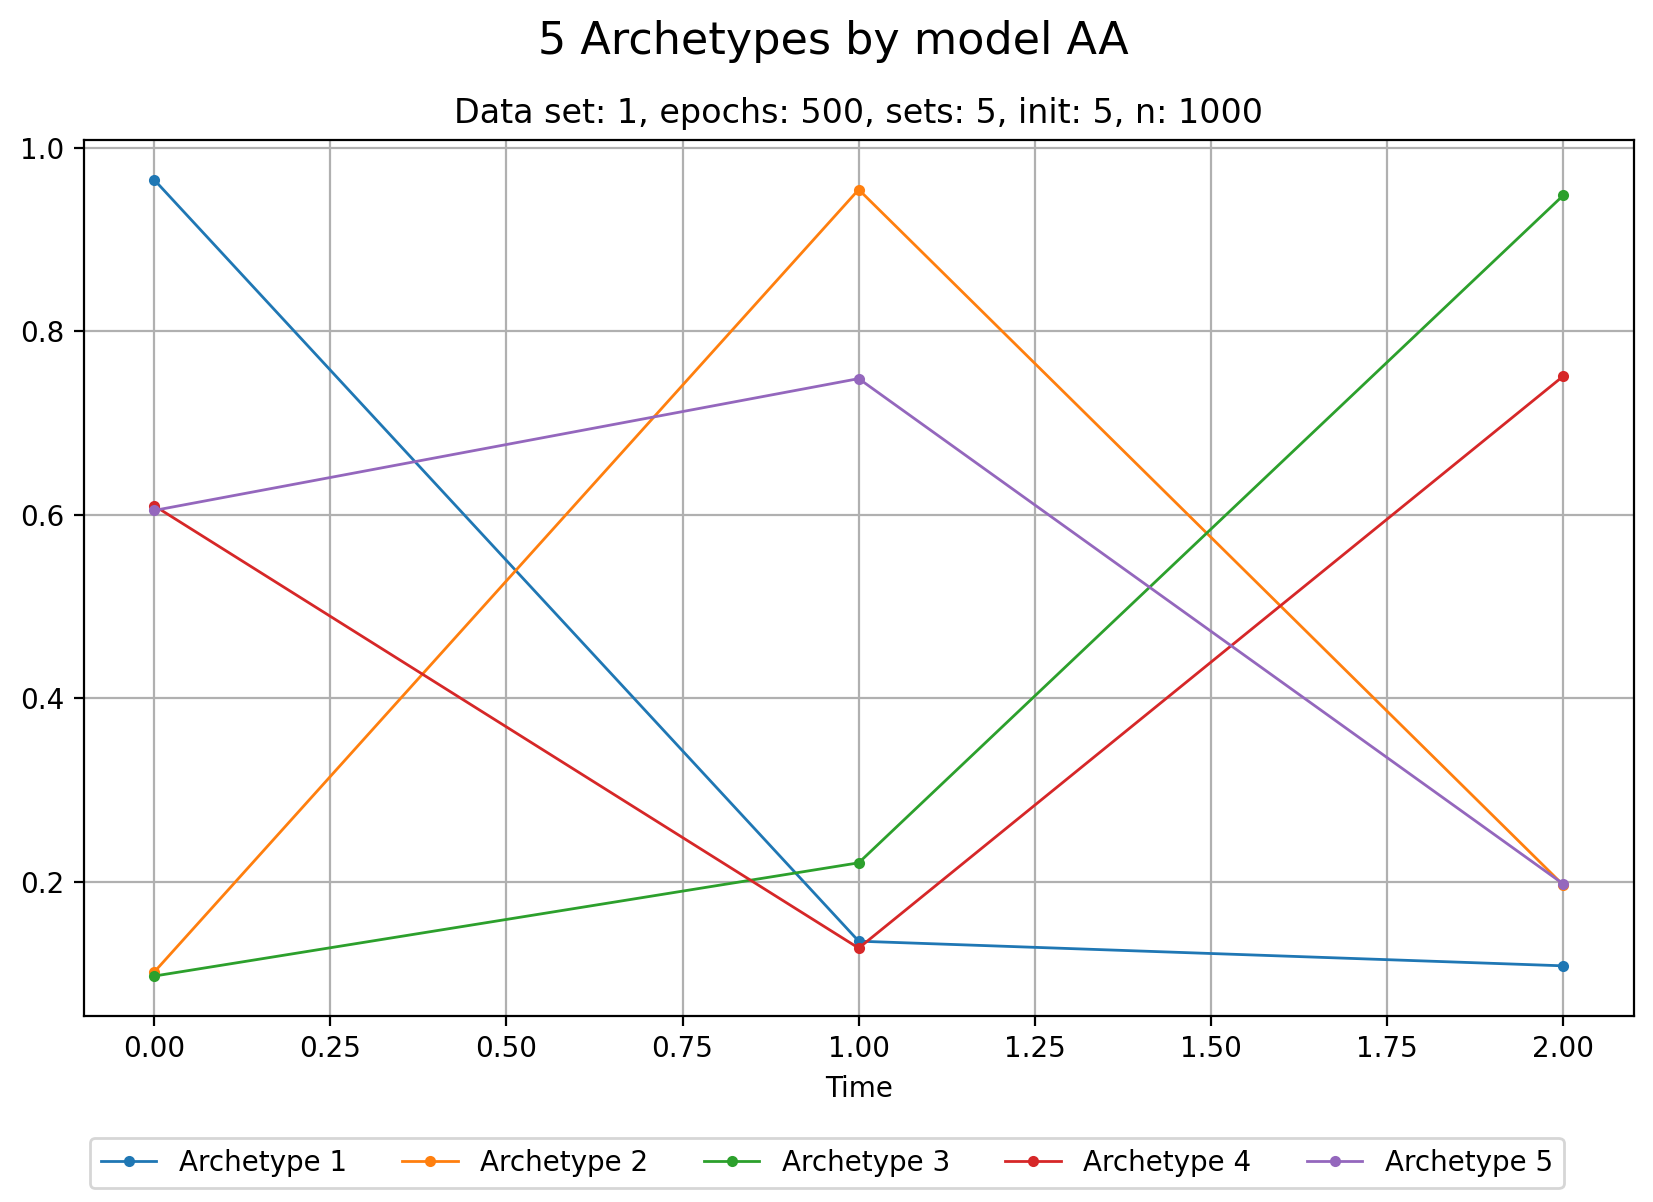 5 Archetypes by model AA
Data set: 1, epochs: 500, sets: 5, init: 5, n: 1000
1.0
0.8
0.6
0.4
0.2
0.00 0.25 0.50 0.75 1.00 1.25 1.50 1.75 2.00
Time
Archetype 1 Archetype 2 Archetype 3 Archetype 4 Archetype 5